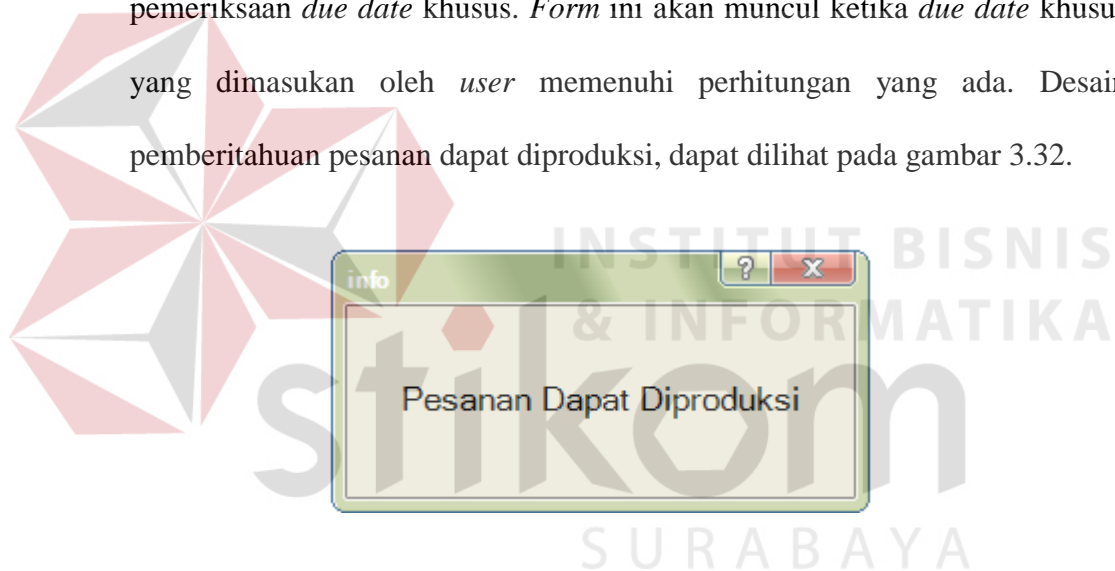 pemeriksaan due date khusus. Form ini akan muncul ketika due date khusus
yang dimasukan oleh user memenuhi perhitungan yang ada. Desain
pemberitahuan pesanan dapat diproduksi, dapat dilihat pada gambar 3.32.
INSTITUT BISNIS
& INFORMATIKA
info
stikom
Pesanan Dapat Diproduksi
SURABAYA